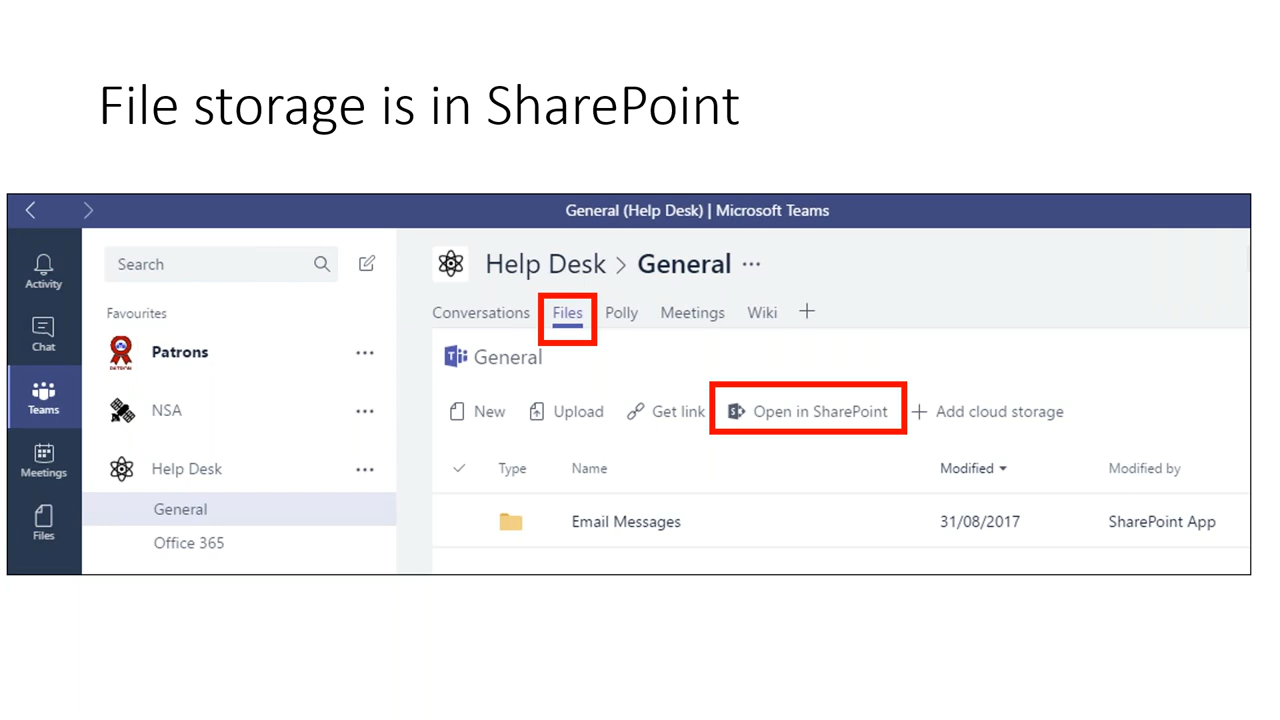 File storage is in SharePoint
General (Help Desk) | Microsoft Teams
Activity
Chat
Teams
Meetings
Files
Search
Favourites
Patrons
PATRON
NSA
Help Desk
General
Office 365
Help Desk > General ...
Conversations Files Polly Meetings Wiki +
General
New Upload Get link Open in SharePoint + Add cloud storage
Type Name Modified Modified by
Email Messages 31/08/2017 SharePoint App